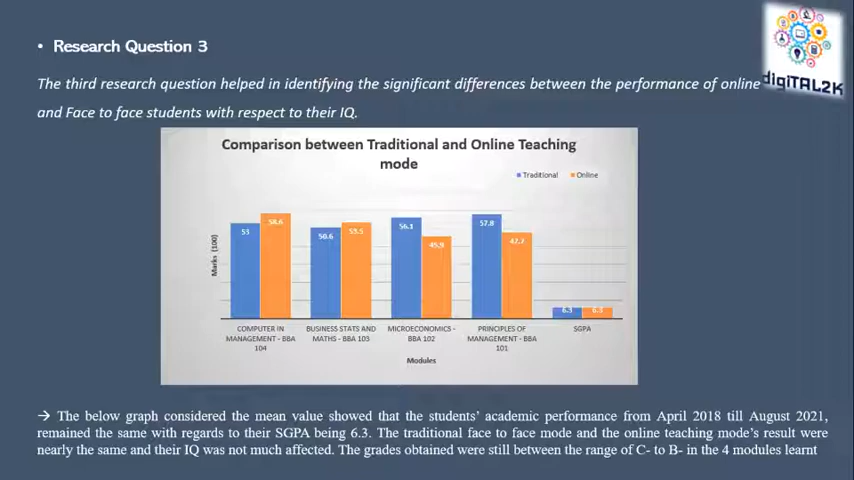 • Research Question 3
digiTAL2K
The third research question helped in identifying the significant differences between the performance of online
and Face to face students with respect to their IQ.
Comparison between Traditional and Online Teaching
mode
Traditional Online
Marks (100)
53 58.6 50.6 53.5 56.1 45.9 57.8 47.7 6.3 6.3
COMPUTER IN
MANAGEMENT - BBA
104
BUSINESS STATS AND
MATHS - BBA 103
MICROECONOMICS -
BBA 102
PRINCIPLES OF
MANAGEMENT - BBA
101
SGPA
Modules
→ The below graph considered the mean value showed that the students' academic performance from April 2018 till August 2021,
remained the same with regards to their SGPA being 6.3. The traditional face to face mode and the online teaching mode's result were
nearly the same and their IQ was not much affected. The grades obtained were still between the range of C- to B- in the 4 modules learnt